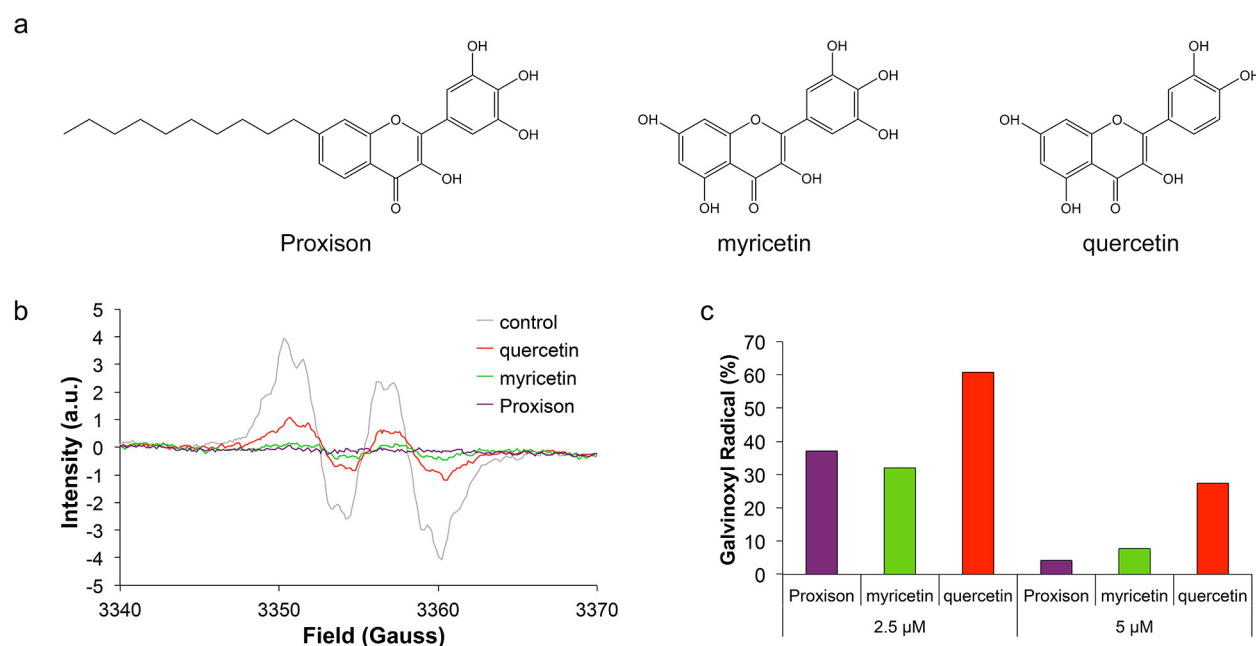 a
OH
OH
OH
O
OH
O
Proxison
OH
OH
OH
HO
O
OH
OH
O
myricetin
OH
OH
HO
O
OH
OH
O
quercetin
b
5
4
3
2
1
0
-1
-2
-3
-4
-5
Intensity (a.u.)
control
quercetin
myricetin
Proxison
3340
3350
3360
3370
Field (Gauss)
c
70
60
50
40
30
20
10
0
Galvinoxyl Radical (%)
Proxison myricetin quercetin Proxison myricetin quercetin
2.5 µM 5 µM